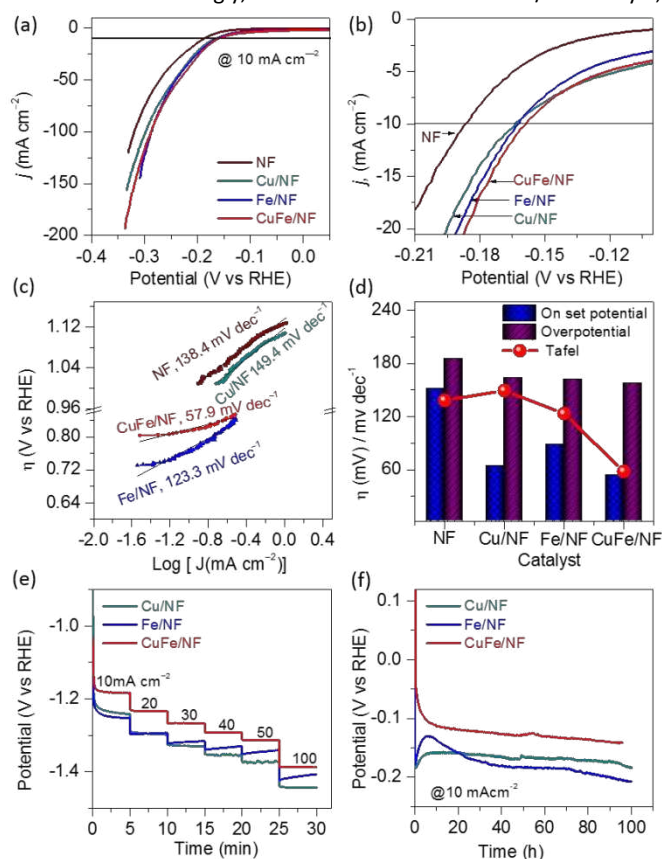 (a)
0
-50
-100
-150
-200
j (mA cm⁻²)
@ 10 mA cm⁻²
NF
Cu/NF
Fe/NF
CuFe/NF
-0.4 -0.3 -0.2 -0.1 0.0
Potential (V vs RHE)
(b)
0
-5
-10
-15
-20
j, (mA cm⁻²)
NF
CuFe/NF
Fe/NF
Cu/NF
-0.21 -0.18 -0.15 -0.12
Potential (V vs RHE)
(c)
1.12
1.04
0.96
0.80
0.72
0.64
η (V vs RHE)
NF, 138.4 mV dec⁻¹
Cu/NF149.4 mV dec⁻¹
CuFe/NF, 57.9 mV dec⁻¹
Fe/NF, 123.3 mV dec⁻¹
-2.0 -1.6 -1.2 -0.8 -0.4 0.0 0.4
Log [ J(mA cm⁻²)]
(d)
240
180
120
60
η (mV) / mv dec⁻¹
On set potential
Overpotential
Tafel
NF Cu/NF Fe/NF CuFe/NF
Catalyst
(e)
-1.0
-1.2
-1.4
Potential (V vs RHE)
Cu/NF
Fe/NF
CuFe/NF
10mA cm⁻²
20
30
40
50
100
0 5 10 15 20 25 30
Time (min)
(f)
0.1
0.0
-0.1
-0.2
Potential (V vs RHE)
Cu/NF
Fe/NF
CuFe/NF
@10 mAcm⁻²
0 20 40 60 80 100
Time (h)